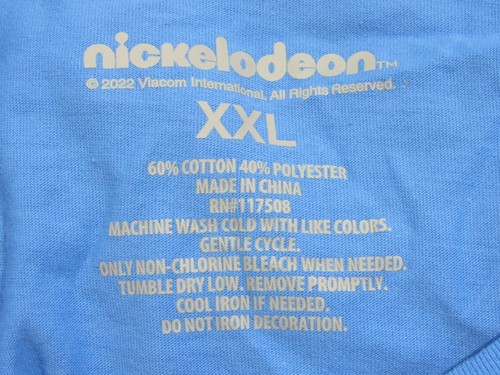 nickelodeon™
© 2022 Viacom International. All Rights Reserved.
XXL
60% COTTON 40% POLYESTER
MADE IN CHINA
RN#117508
MACHINE WASH COLD WITH LIKE COLORS.
GENTLE CYCLE.
ONLY NON-CHLORINE BLEACH WHEN NEEDED.
TUMBLE DRY LOW. REMOVE PROMPTLY.
COOL IRON IF NEEDED.
DO NOT IRON DECORATION.